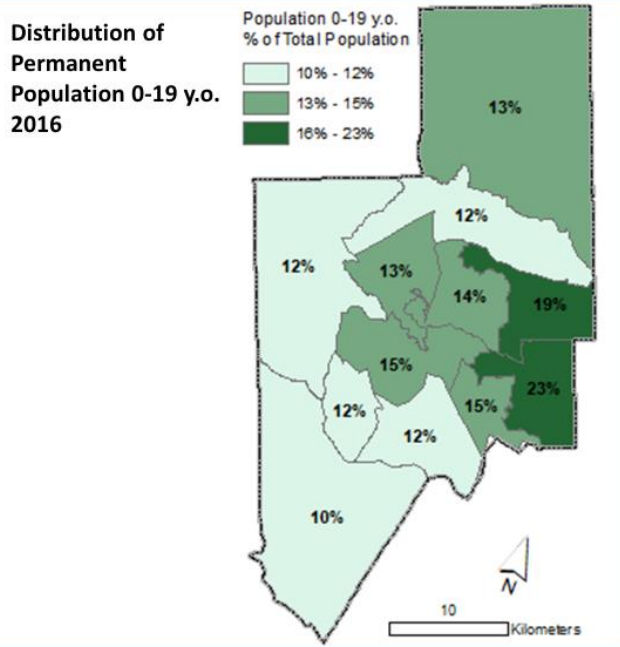 Distribution of
Permanent
Population 0-19 y.o.
2016
Population 0-19 y.o.
% of Total Population
10% - 12%
13% - 15%
16% - 23%
13%
12%
12%
13%
14%
19%
15%
23%
12%
15%
12%
10%
N
10
Kilometers